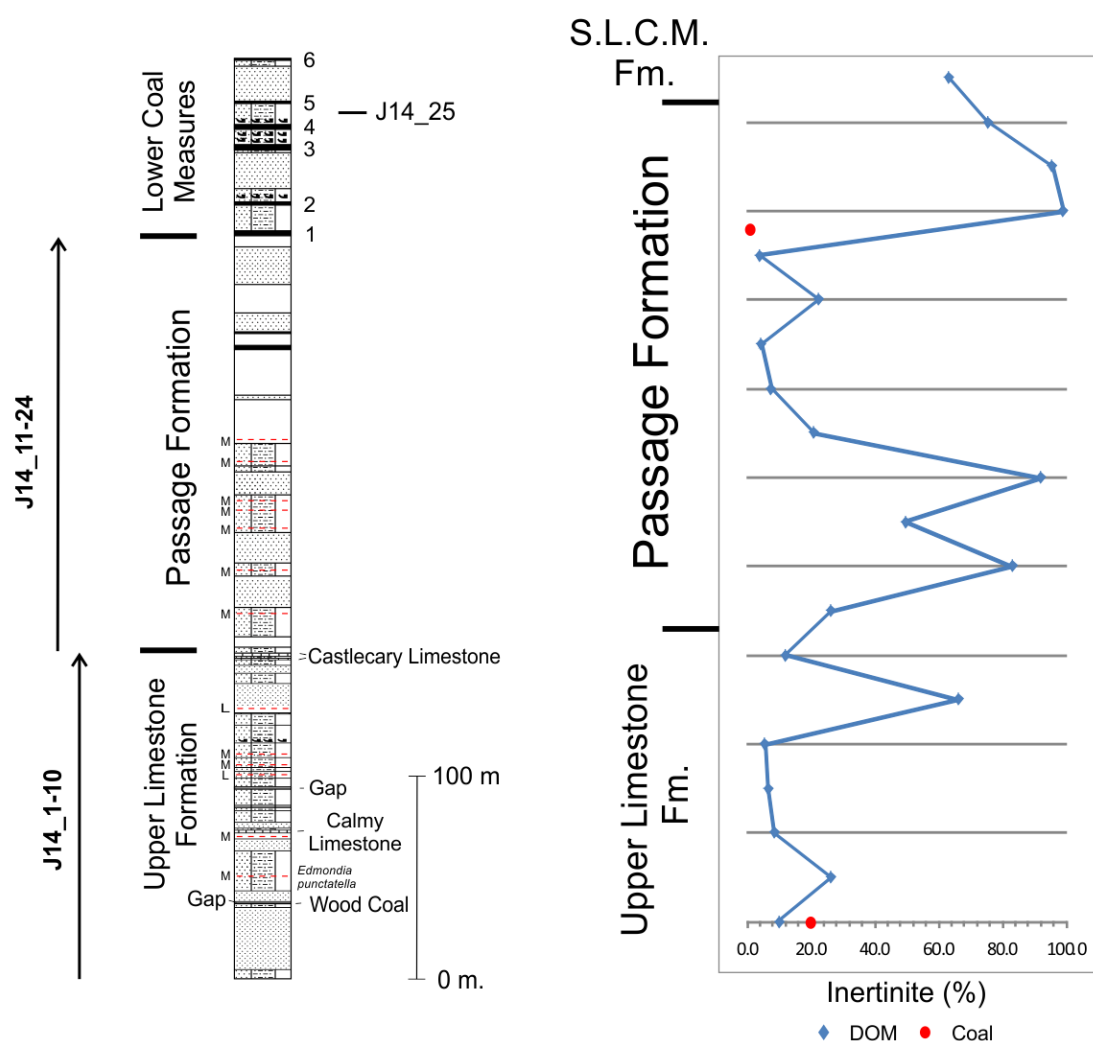 S.L.C.M.
Fm.
Lower Coal
Measures
6
5
4
3
2
1
J14_25
J14_11-24
Passage Formation
M
M
M
M
M
M
M
J14_1-10
Upper Limestone
Formation
Castlecary Limestone
L
M
M
L
Gap
100 m
Calmy
Limestone
M
M
Edmondia
punctatella
Gap
Wood Coal
0 m.
Passage Formation
Upper Limestone
Fm.
0.0 20.0 40.0 60.0 80.0 100.0
Inertinite (%)
DOM Coal